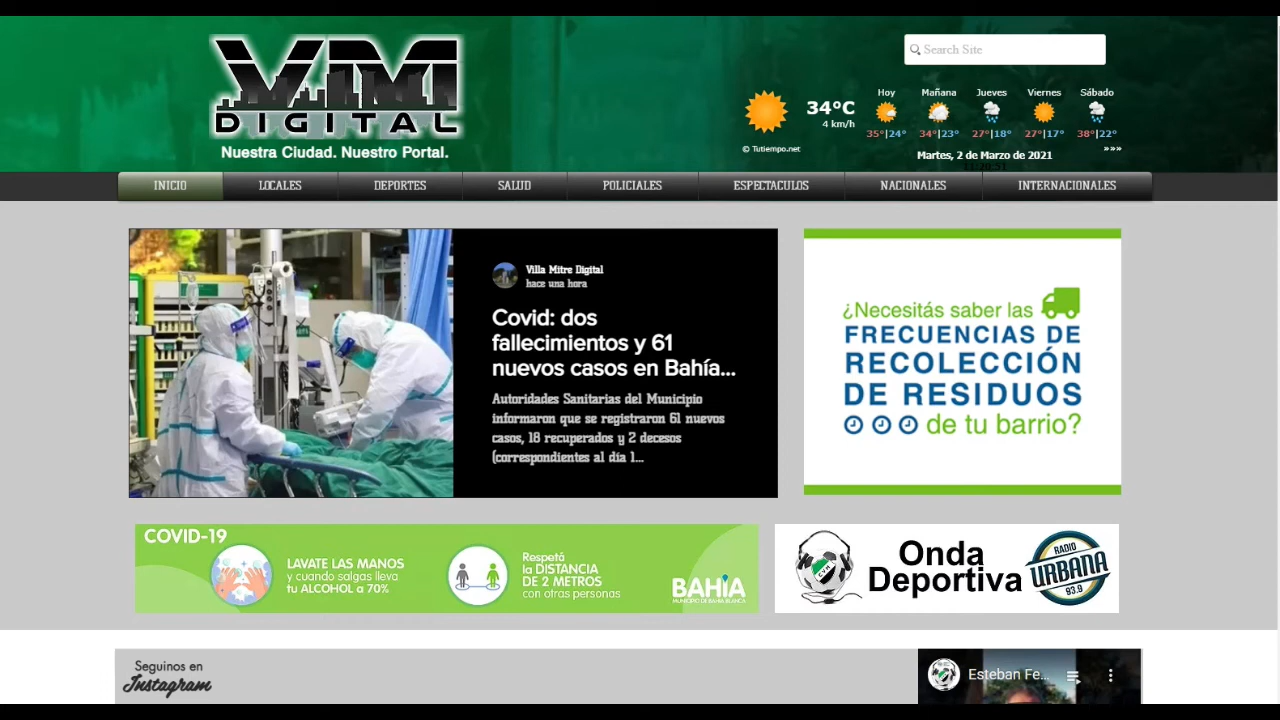 VM
DIGITAL
Nuestra Ciudad. Nuestro Portal.
Search Site
34°C
4 km/h
© Tutiempo.net
Hoy Mañana Jueves Viernes Sábado
35°|24° 34°|23° 27°|18° 27°|17° 38°|22°
»»»
Martes, 2 de Marzo de 2021
INICIO LOCALES DEPORTES SALUD POLICIALES ESPECTACULOS NACIONALES INTERNACIONALES
Villa Mitre Digital
hace una hora
Covid: dos
fallecimientos y 61
nuevos casos en Bahía...
Autoridades Sanitarias del Municipio
informaron que se registraron 61 nuevos
casos, 18 recuperados y 2 decesos
(correspondientes al día 1...
¿Necesitás saber las
FRECUENCIAS DE
RECOLECCIÓN
DE RESIDUOS
de tu barrio?
COVID-19
LAVATE LAS MANOS
y cuando salgas lleva
tu ALCOHOL a 70%
Respetá
la DISTANCIA
DE 2 METROS
con otras personas
BAHÍA
MUNICIPIO DE BAHÍA BLANCA
Onda
Deportiva
RADIO
URBANA
93.9
Seguinos en
Instagram
Esteban Fe...